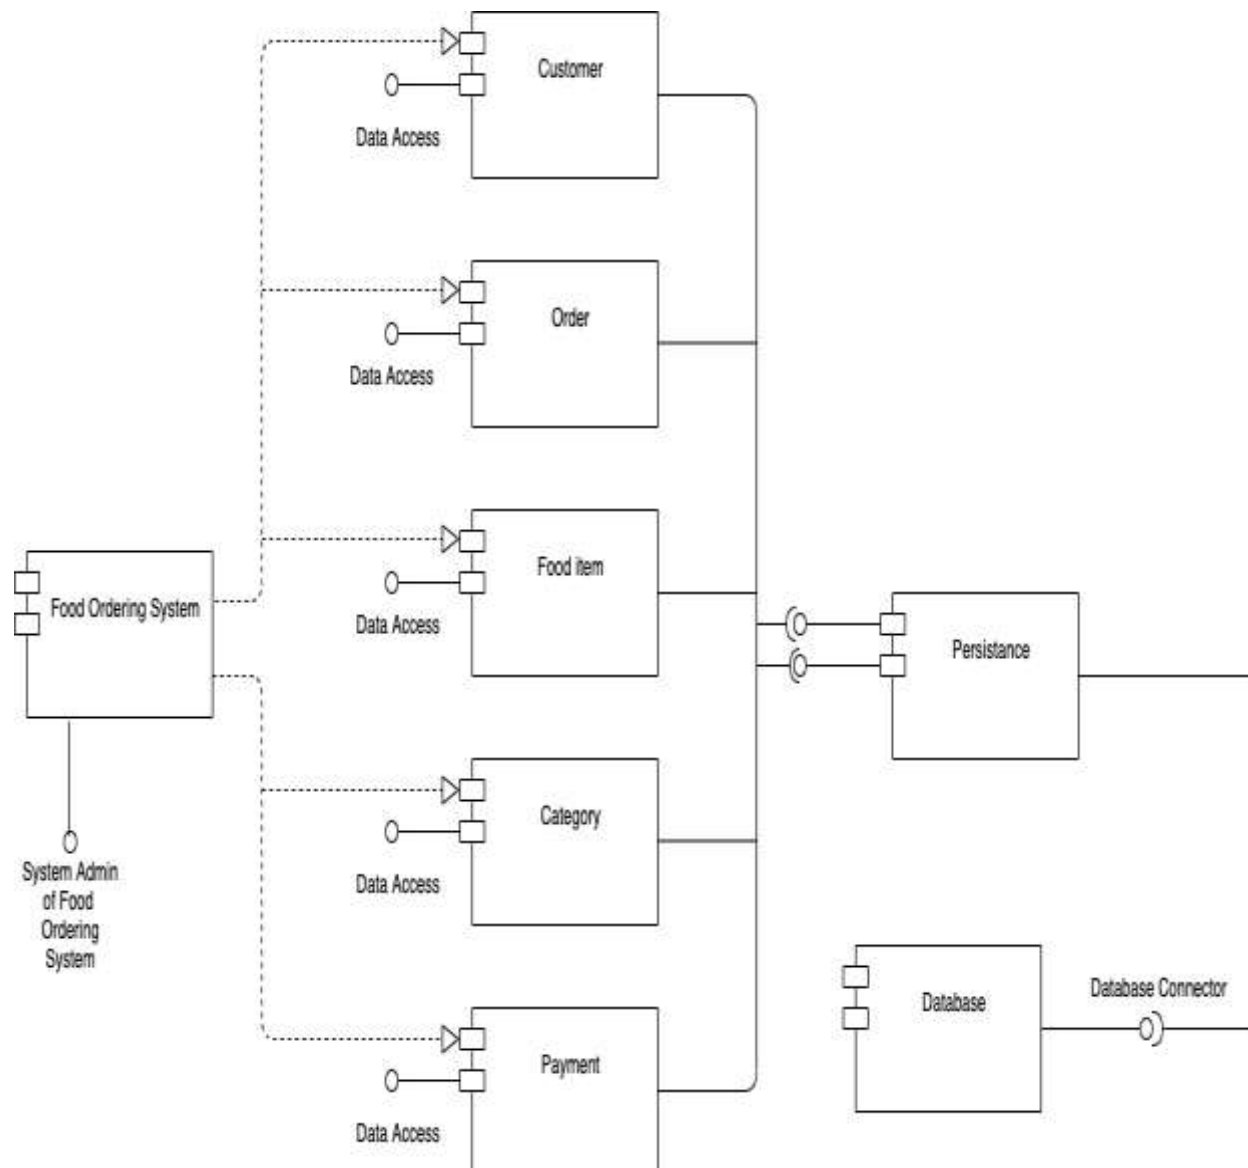 Customer
Data Access
Order
Data Access
Food item
Data Access
Food Ordering System
Persistance
Category
Data Access
System Admin
of Food
Ordering
System
Database
Database Connector
Payment
Data Access